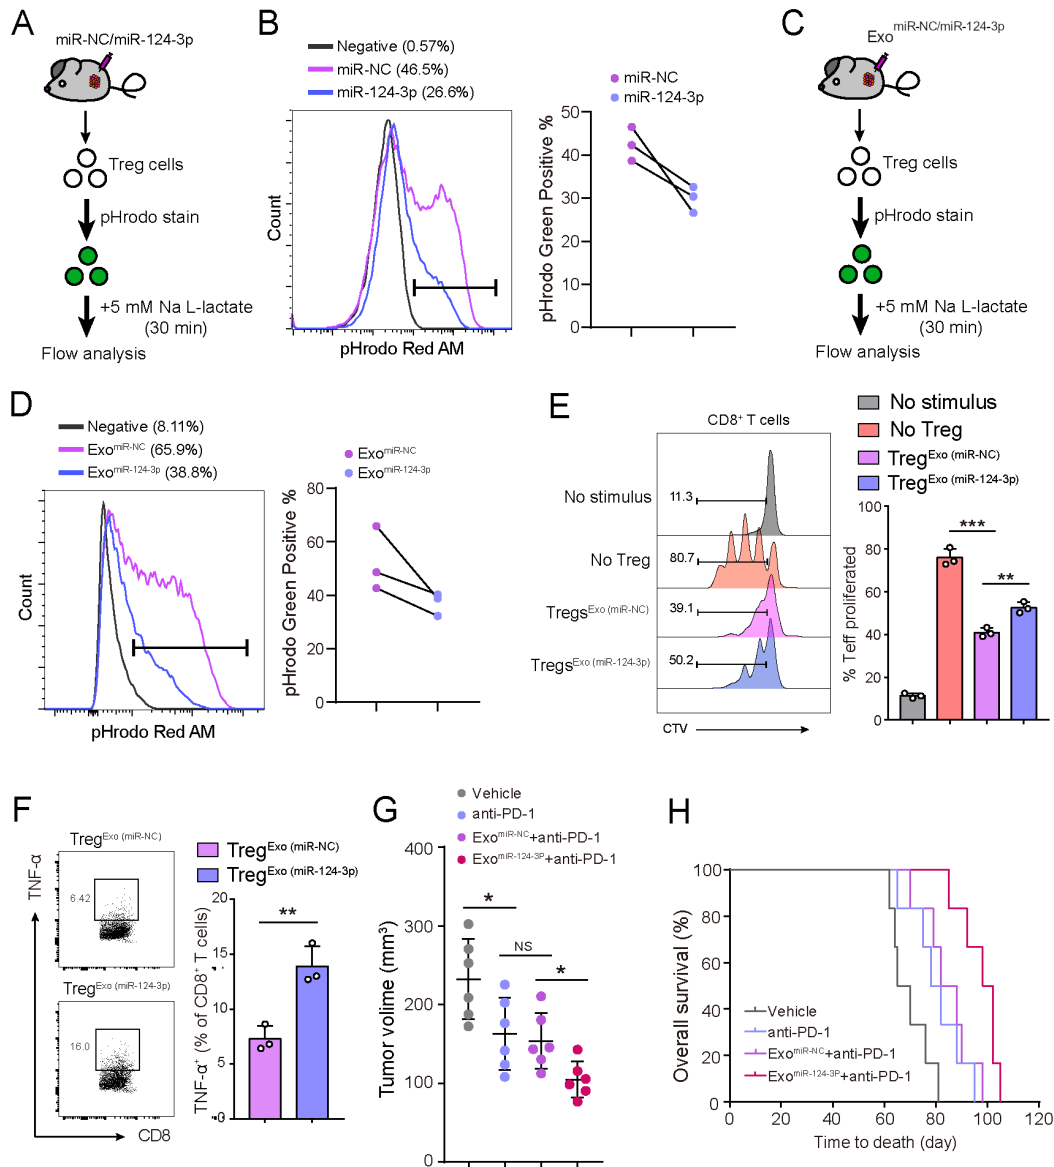 A
miR-NC/miR-124-3p
Treg cells
pHrodo stain
+5 mM Na L-lactate
(30 min)
Flow analysis
B
Negative (0.57%)
miR-NC (46.5%)
miR-124-3p (26.6%)
Count
pHrodo Red AM
miR-NC
miR-124-3p
pHrodo Green Positive %
50
40
30
20
10
0
C
Exo miR-NC/miR-124-3p
Treg cells
pHrodo stain
+5 mM Na L-lactate
(30 min)
Flow analysis
D
Negative (8.11%)
Exo miR-NC (65.9%)
Exo miR-124-3p (38.8%)
Count
pHrodo Red AM
Exo miR-NC
Exo miR-124-3p
pHrodo Green Positive %
80
60
40
20
0
E
CD8+ T cells
No stimulus
11.3
No Treg
80.7
Tregs Exo (miR-NC)
39.1
Tregs Exo (miR-124-3p)
50.2
CTV
No stimulus
No Treg
Treg Exo (miR-NC)
Treg Exo (miR-124-3p)
% Teff proliferated
100
80
60
40
20
0
***
**
F
Treg Exo (miR-NC)
TNF-α
6.42
Treg Exo (miR-124-3p)
16.0
CD8
Treg Exo (miR-NC)
Treg Exo (miR-124-3p)
TNF-α+ (% of CD8+ T cells)
20
15
10
5
0
**
G
Vehicle
anti-PD-1
Exo miR-NC+anti-PD-1
Exo miR-124-3P+anti-PD-1
Tumor volime (mm3)
400
300
200
100
0
*
NS
*
H
Overall survival (%)
100
80
60
40
20
0
Vehicle
anti-PD-1
Exo miR-NC+anti-PD-1
Exo miR-124-3P+anti-PD-1
0 20 40 60 80 100 120
Time to death (day)